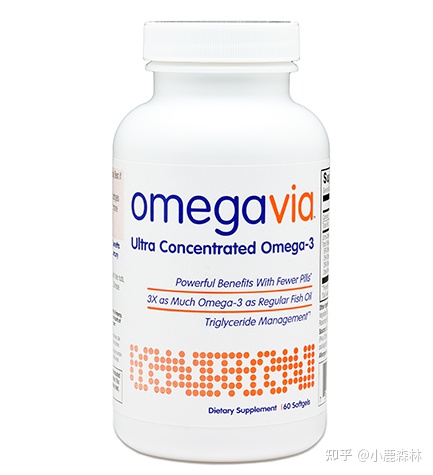 omegavia™
Ultra Concentrated Omega-3
Powerful Benefits With Fewer Pills*
3X as Much Omega-3 as Regular Fish Oil
Triglyceride Management*
Dietary Supplement | 60 Softgels
知乎 @小鹿森林